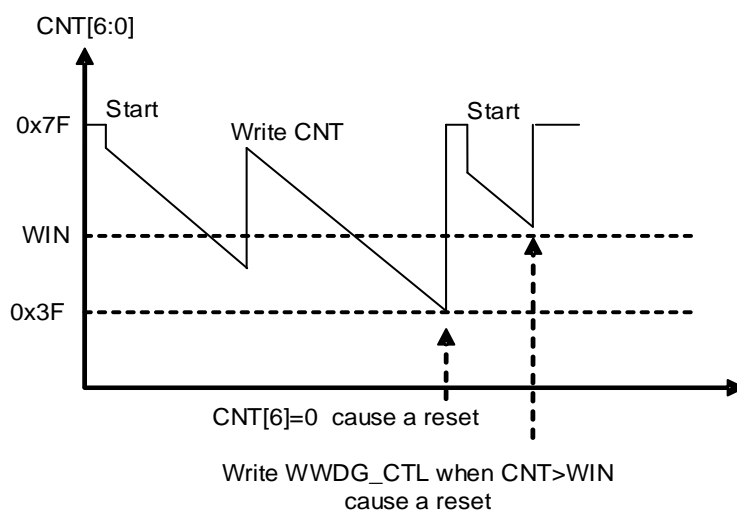 CNT[6:0]
Start
Start
0x7F
Write CNT
WIN
0x3F
CNT[6]=0 cause a reset
Write WWDG_CTL when CNT>WIN
cause a reset